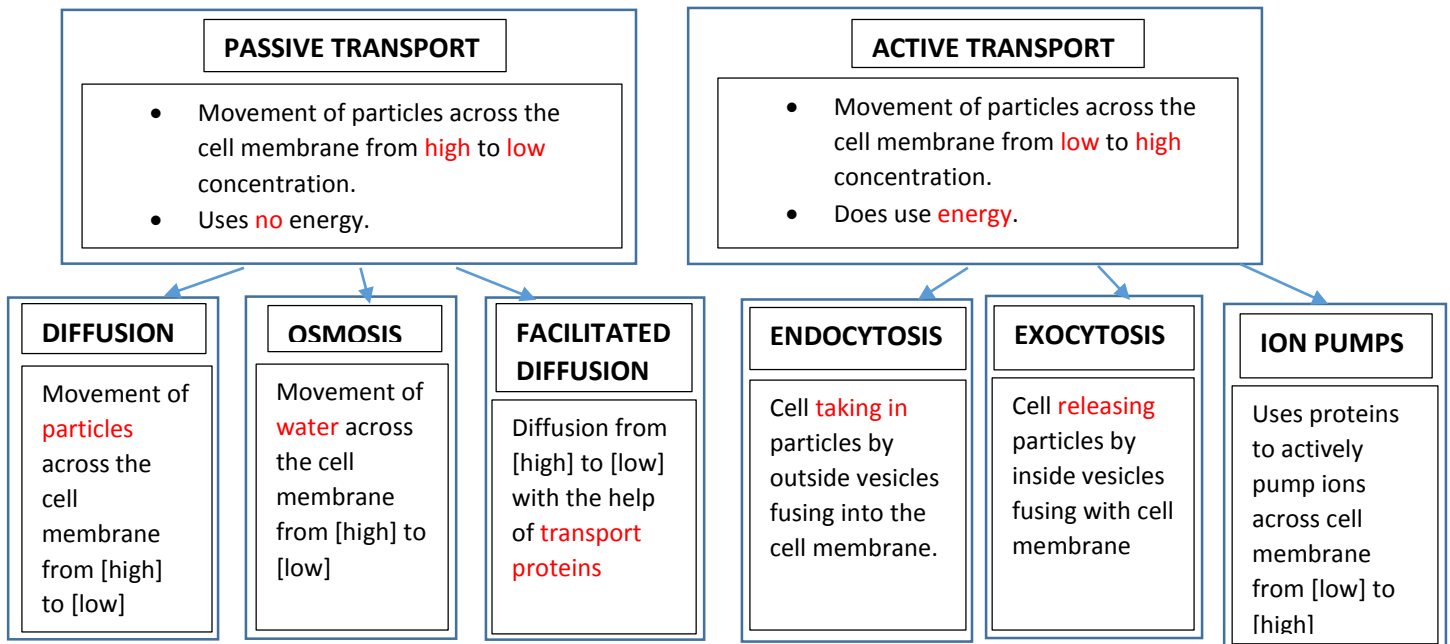 PASSIVE TRANSPORT
• Movement of particles across the
cell membrane from high to low
concentration.
• Uses no energy.
ACTIVE TRANSPORT
• Movement of particles across the
cell membrane from low to high
concentration.
• Does use energy.
DIFFUSION
Movement of
particles
across the
cell
membrane
from [high]
to [low]
OSMOSIS
Movement of
water across
the cell
membrane
from [high] to
[low]
FACILITATED
DIFFUSION
Diffusion from
[high] to [low]
with the help
of transport
proteins
ENDOCYTOSIS
Cell taking in
particles by
outside vesicles
fusing into the
cell membrane.
EXOCYTOSIS
Cell releasing
particles by
inside vesicles
fusing with cell
membrane
ION PUMPS
Uses proteins
to actively
pump ions
across cell
membrane
from [low] to
[high]